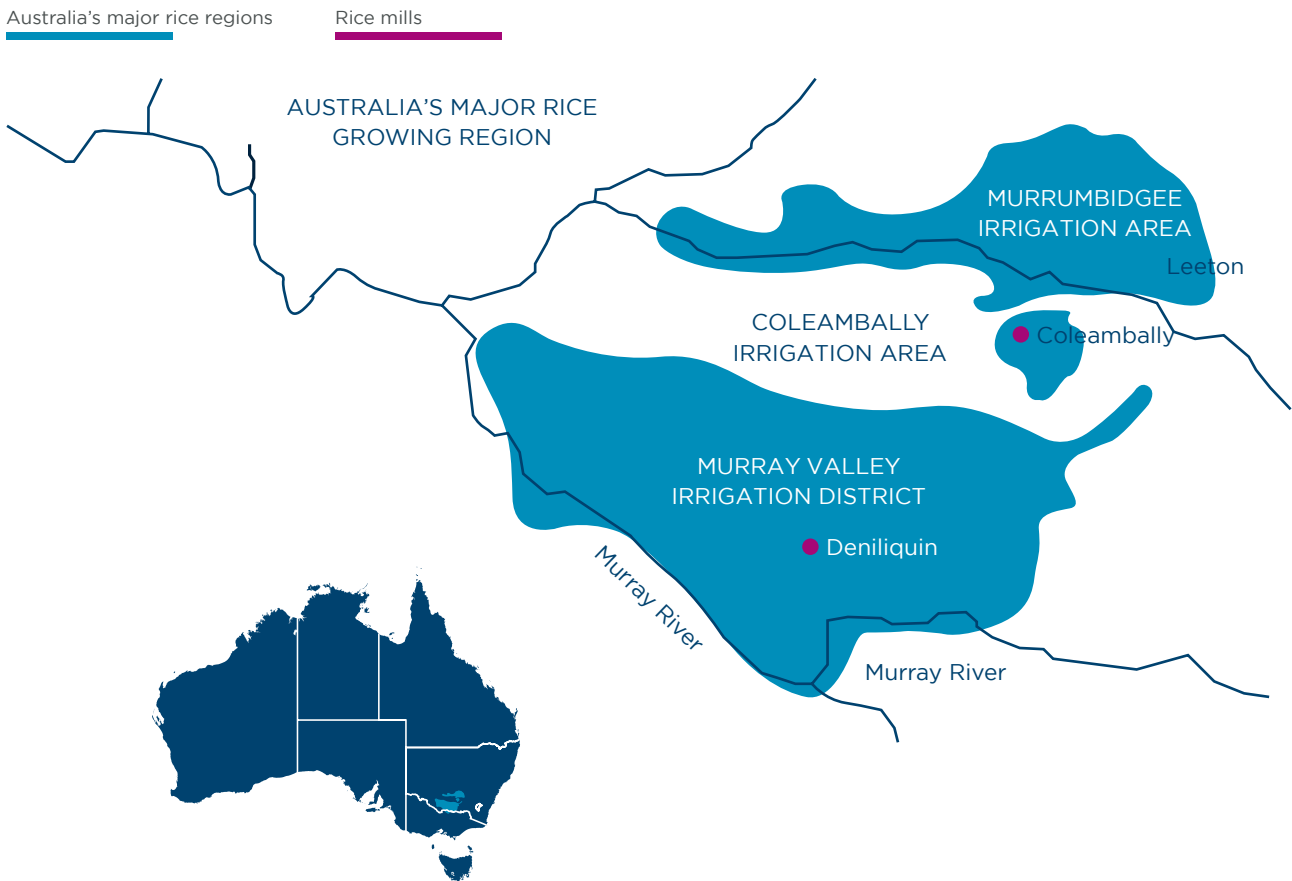 Australia's major rice regions
Rice mills
AUSTRALIA'S MAJOR RICE
GROWING REGION
MURRUMBIDGEE
IRRIGATION AREA
Leeton
COLEAMBALLY
IRRIGATION AREA
Coleambally
MURRAY VALLEY
IRRIGATION DISTRICT
Deniliquin
Murray River
Murray River